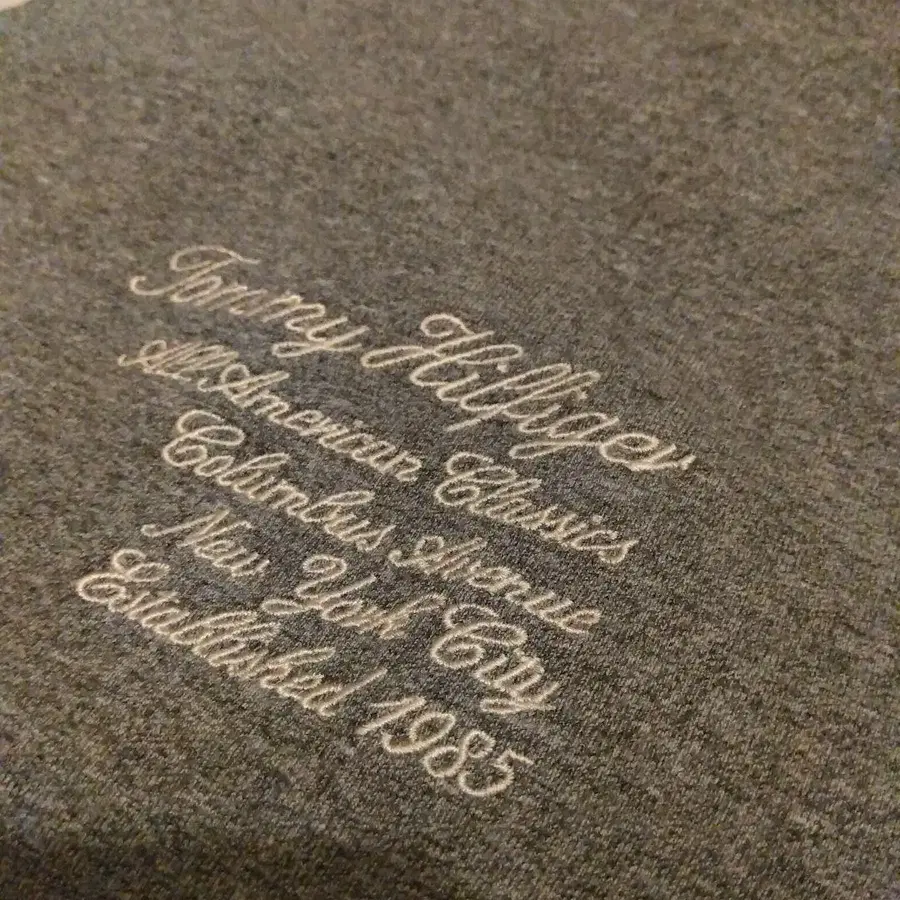 Tommy Hilfiger
All American Classics
Columbus Avenue
New York City
Established 1985